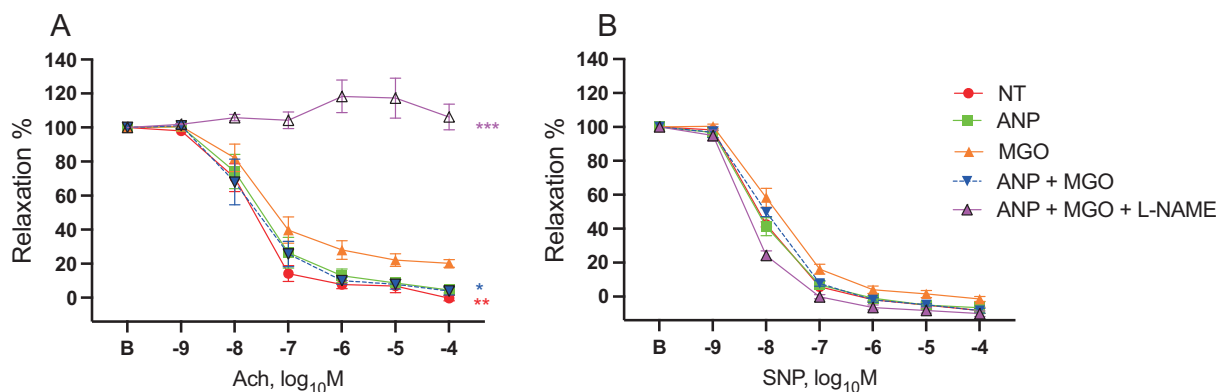 A
Relaxation %
140
120
100
80
60
40
20
0
B
-9
-8
-7
-6
-5
-4
Ach, log₁₀M
***
*
**
B
Relaxation %
140
120
100
80
60
40
20
0
B
-9
-8
-7
-6
-5
-4
SNP, log₁₀M
NT
ANP
MGO
ANP + MGO
ANP + MGO + L-NAME